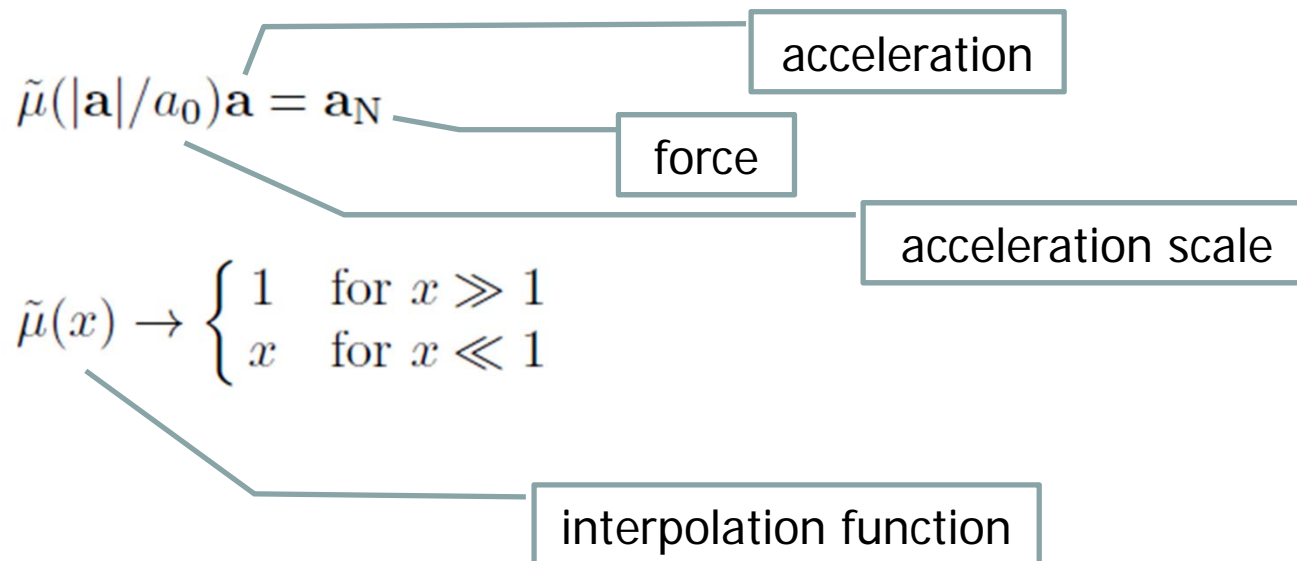 acceleration
μ̃(|a|/a₀)a = a_N
force
acceleration scale
μ̃(x) → { 1 for x ≫ 1
x for x ≪ 1
interpolation function